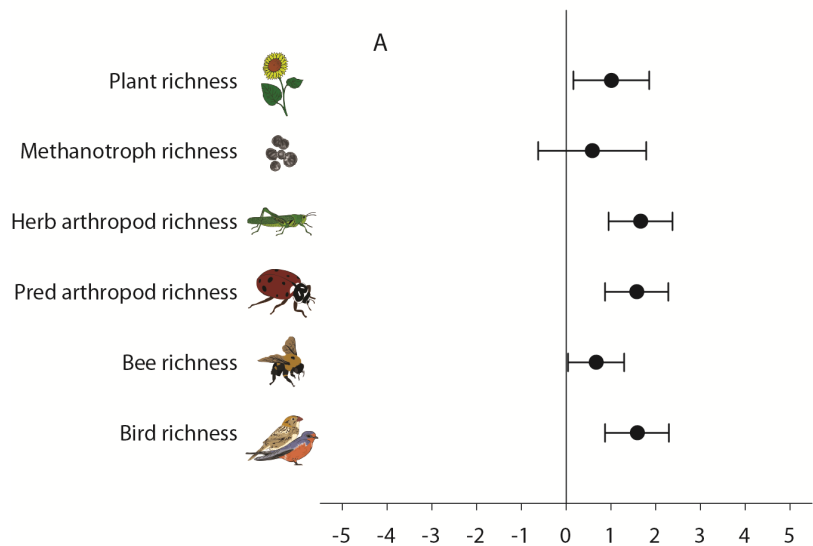 A
Plant richness
Methanotroph richness
Herb arthropod richness
Pred arthropod richness
Bee richness
Bird richness
-5 -4 -3 -2 -1 0 1 2 3 4 5